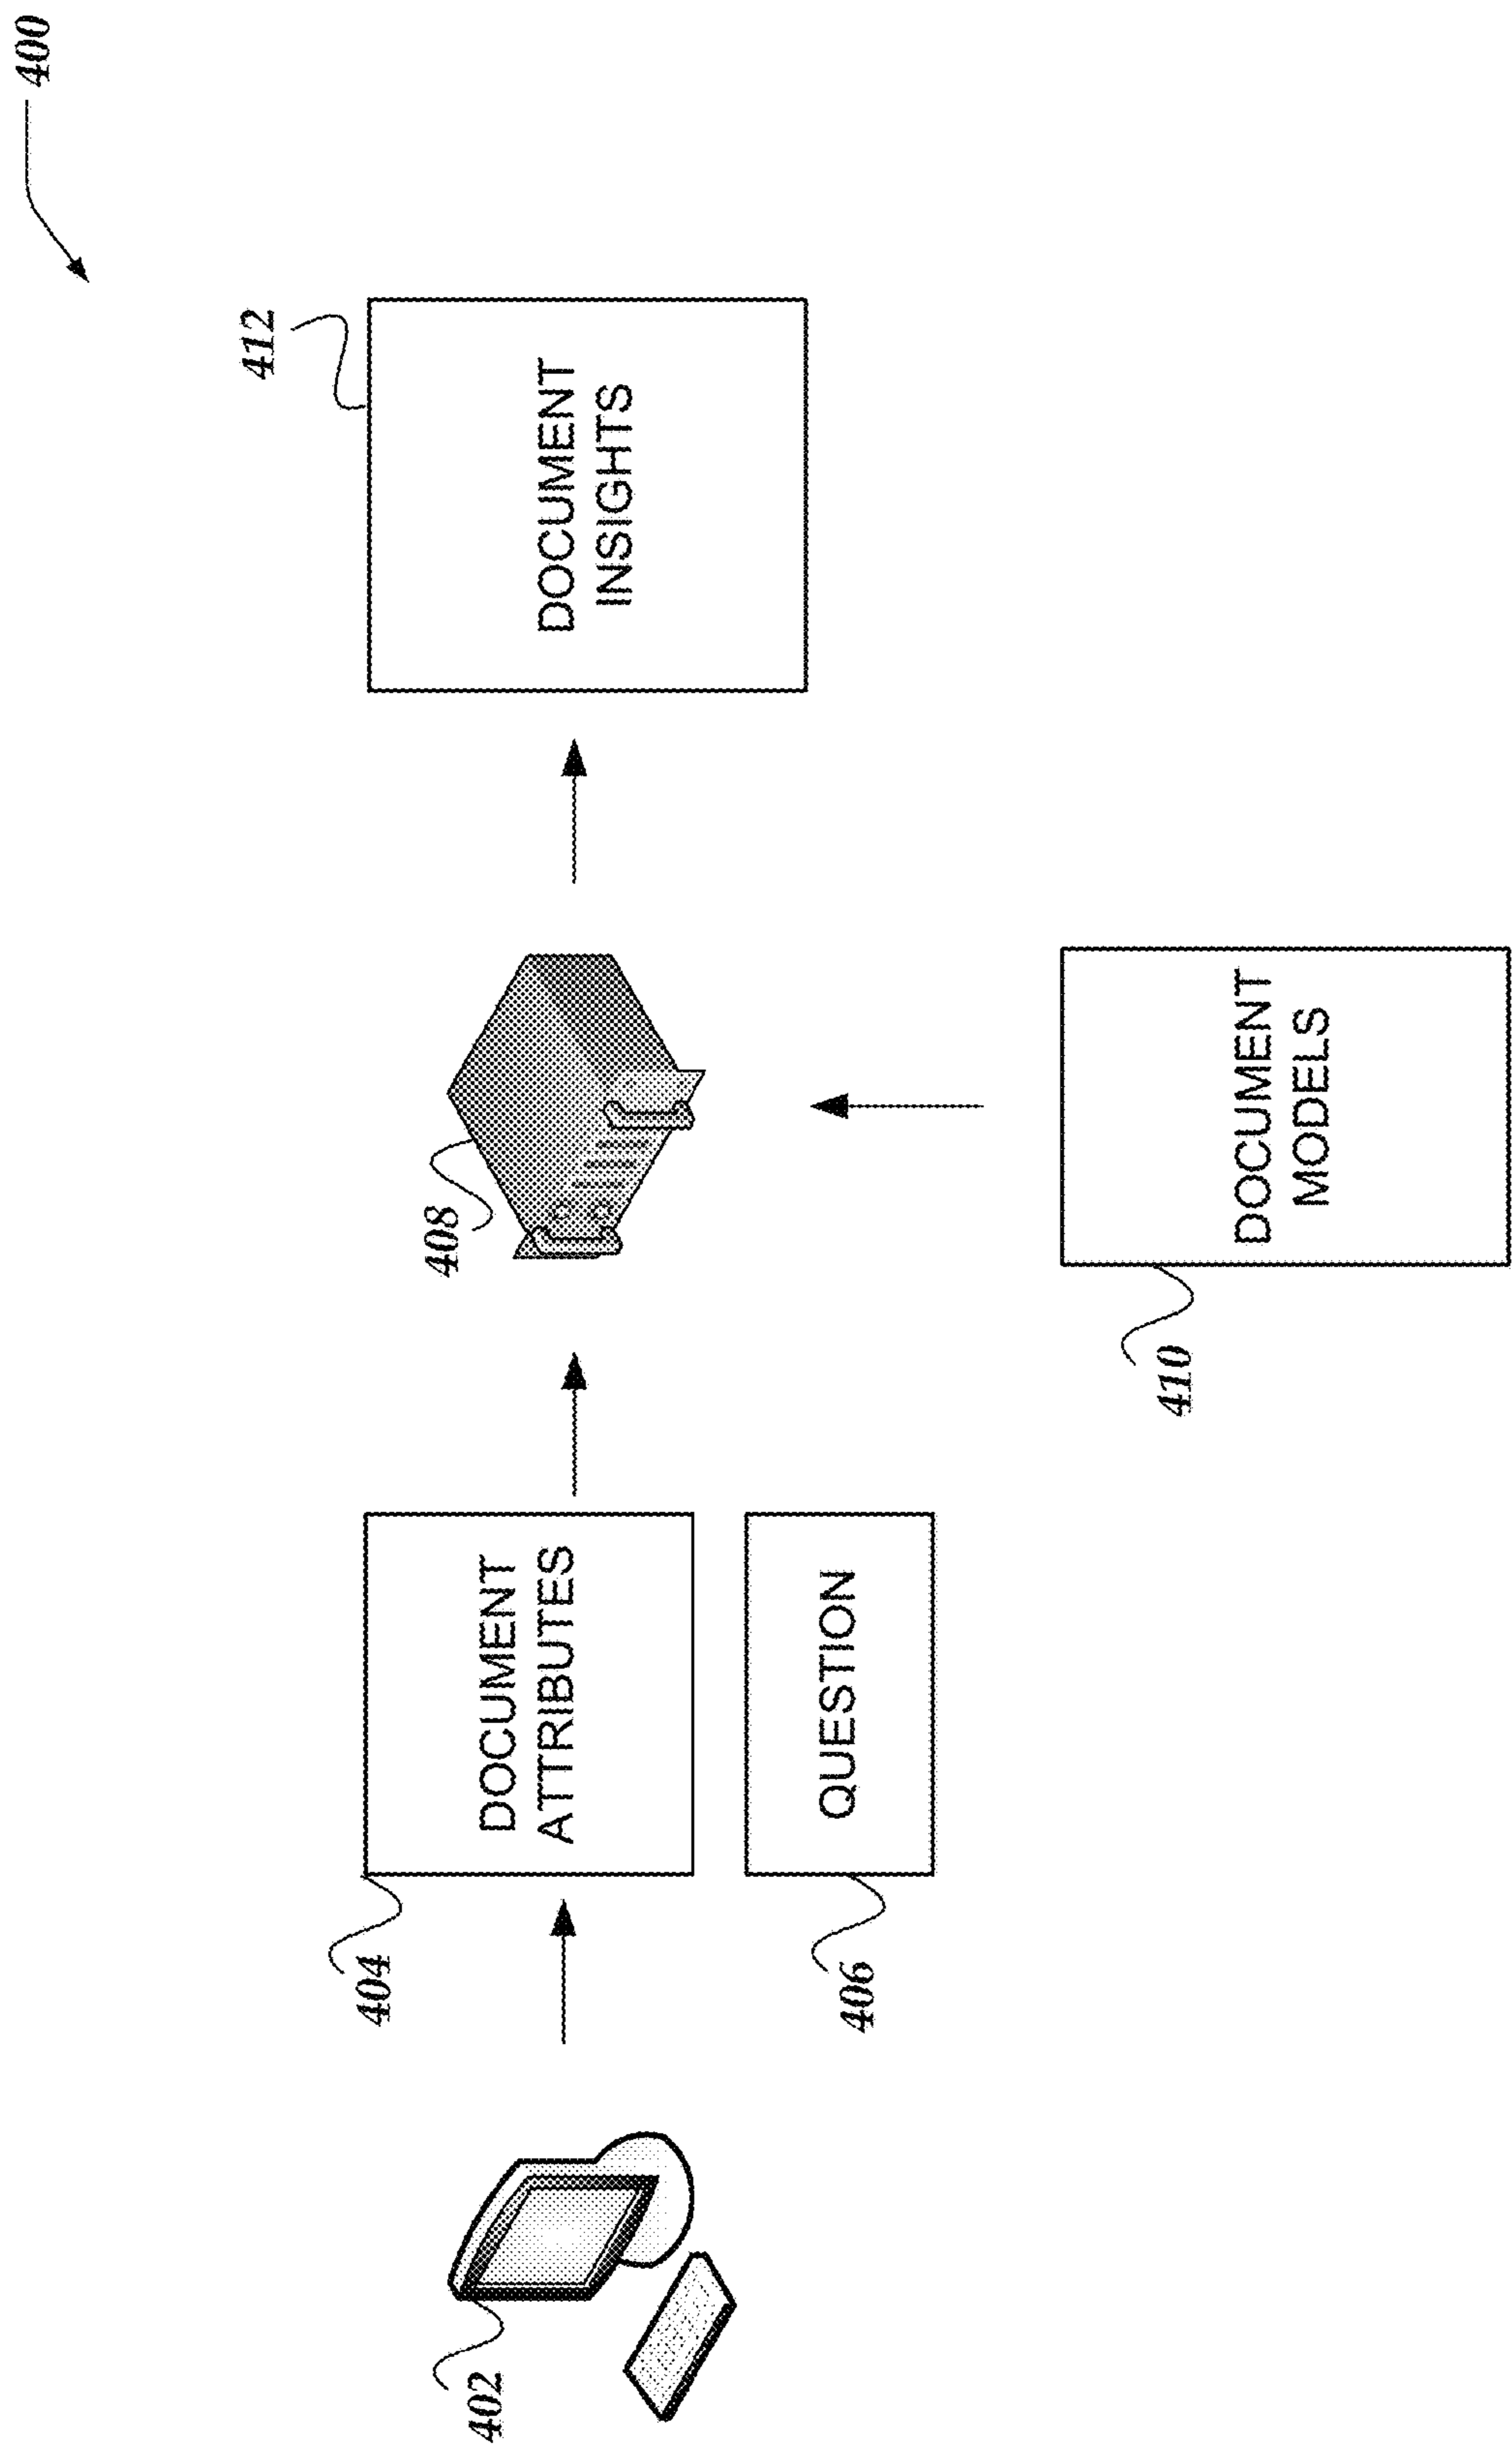 400
412
DOCUMENT
INSIGHTS
408
DOCUMENT
MODELS
410
DOCUMENT
ATTRIBUTES
QUESTION
404
406
402